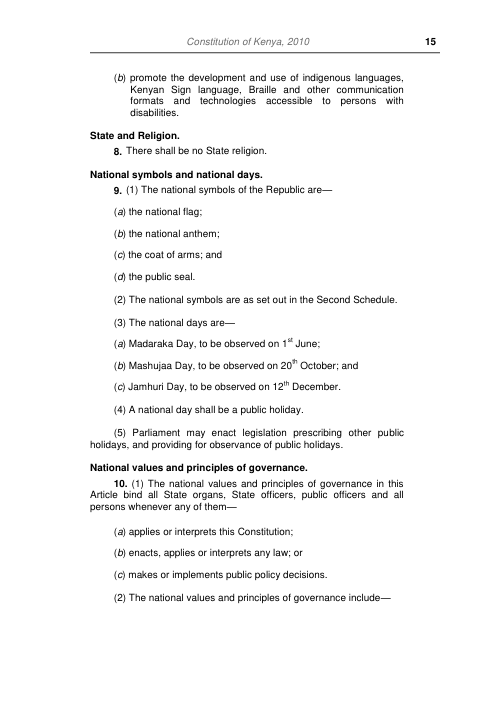 Constitution of Kenya, 2010 15
(b) promote the development and use of indigenous languages,
Kenyan Sign language, Braille and other communication
formats and technologies accessible to persons with
disabilities.
State and Religion.
8. There shall be no State religion.
National symbols and national days.
9. (1) The national symbols of the Republic are—
(a) the national flag;
(b) the national anthem;
(c) the coat of arms; and
(d) the public seal.
(2) The national symbols are as set out in the Second Schedule.
(3) The national days are—
(a) Madaraka Day, to be observed on 1st June;
(b) Mashujaa Day, to be observed on 20th October; and
(c) Jamhuri Day, to be observed on 12th December.
(4) A national day shall be a public holiday.
(5) Parliament may enact legislation prescribing other public
holidays, and providing for observance of public holidays.
National values and principles of governance.
10. (1) The national values and principles of governance in this
Article bind all State organs, State officers, public officers and all
persons whenever any of them—
(a) applies or interprets this Constitution;
(b) enacts, applies or interprets any law; or
(c) makes or implements public policy decisions.
(2) The national values and principles of governance include—